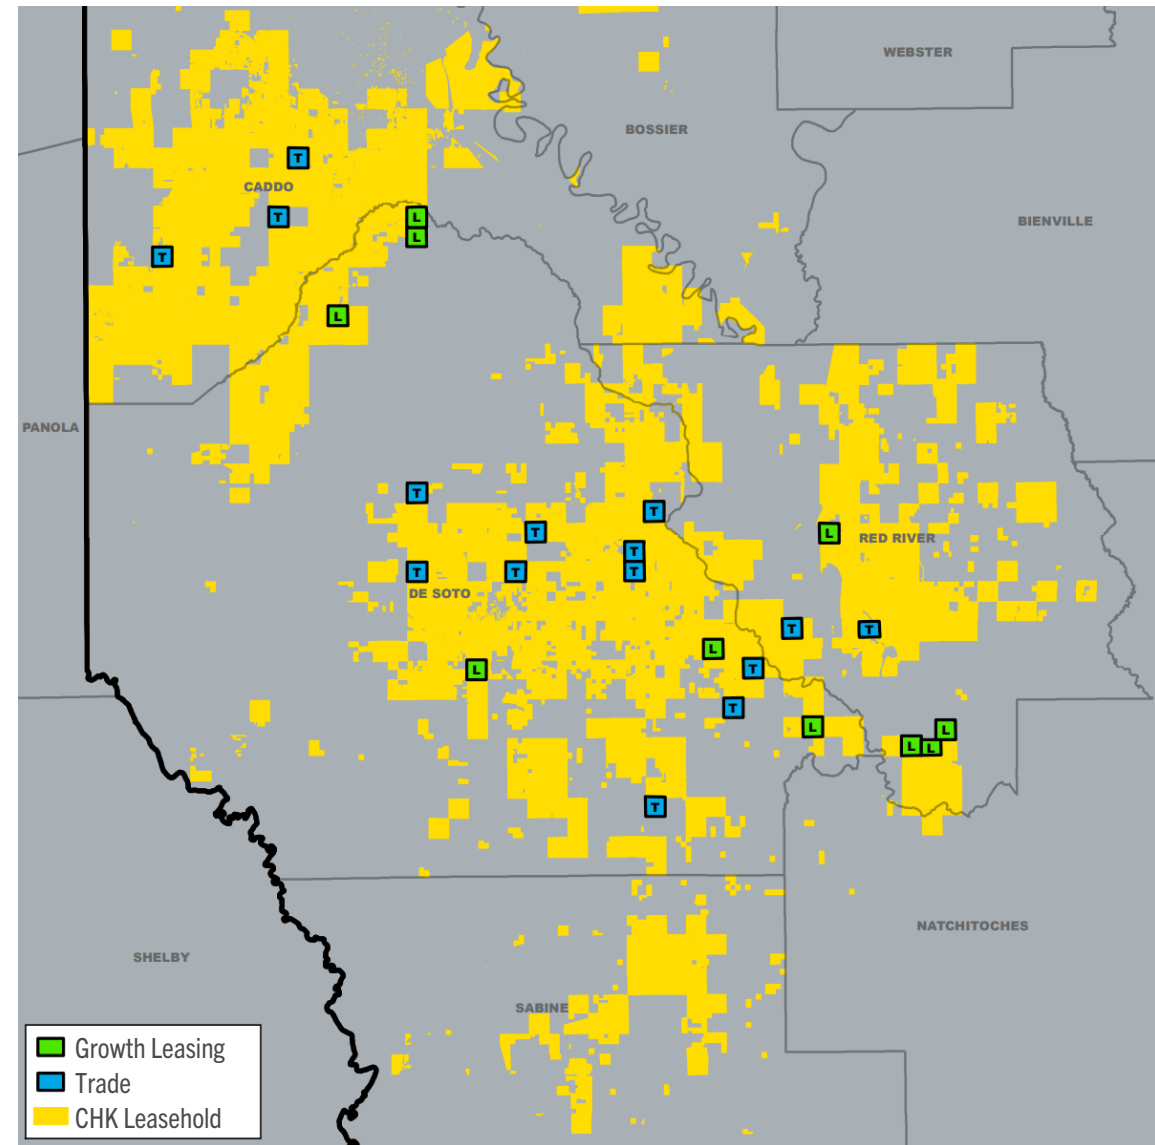 WEBSTER
BOSSIER
T
CADDO
L
T
BIENVILLE
L
T
L
PANOLA
T
T
T
L
RED RIVER
T
T
T
T
DE SOTO
T
T
L
L
T
T
L
L
L
L
T
NATCHITOCHES
SHELBY
SABINE
Growth Leasing
Trade
CHK Leasehold